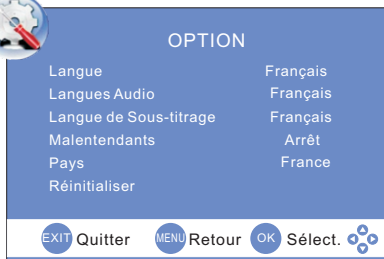 OPTION
Langue Français
Langues Audio Français
Langue de Sous-titrage Français
Malentendants Arrêt
Pays France
Réinitialiser
EXIT Quitter MENU Retour OK Sélect.